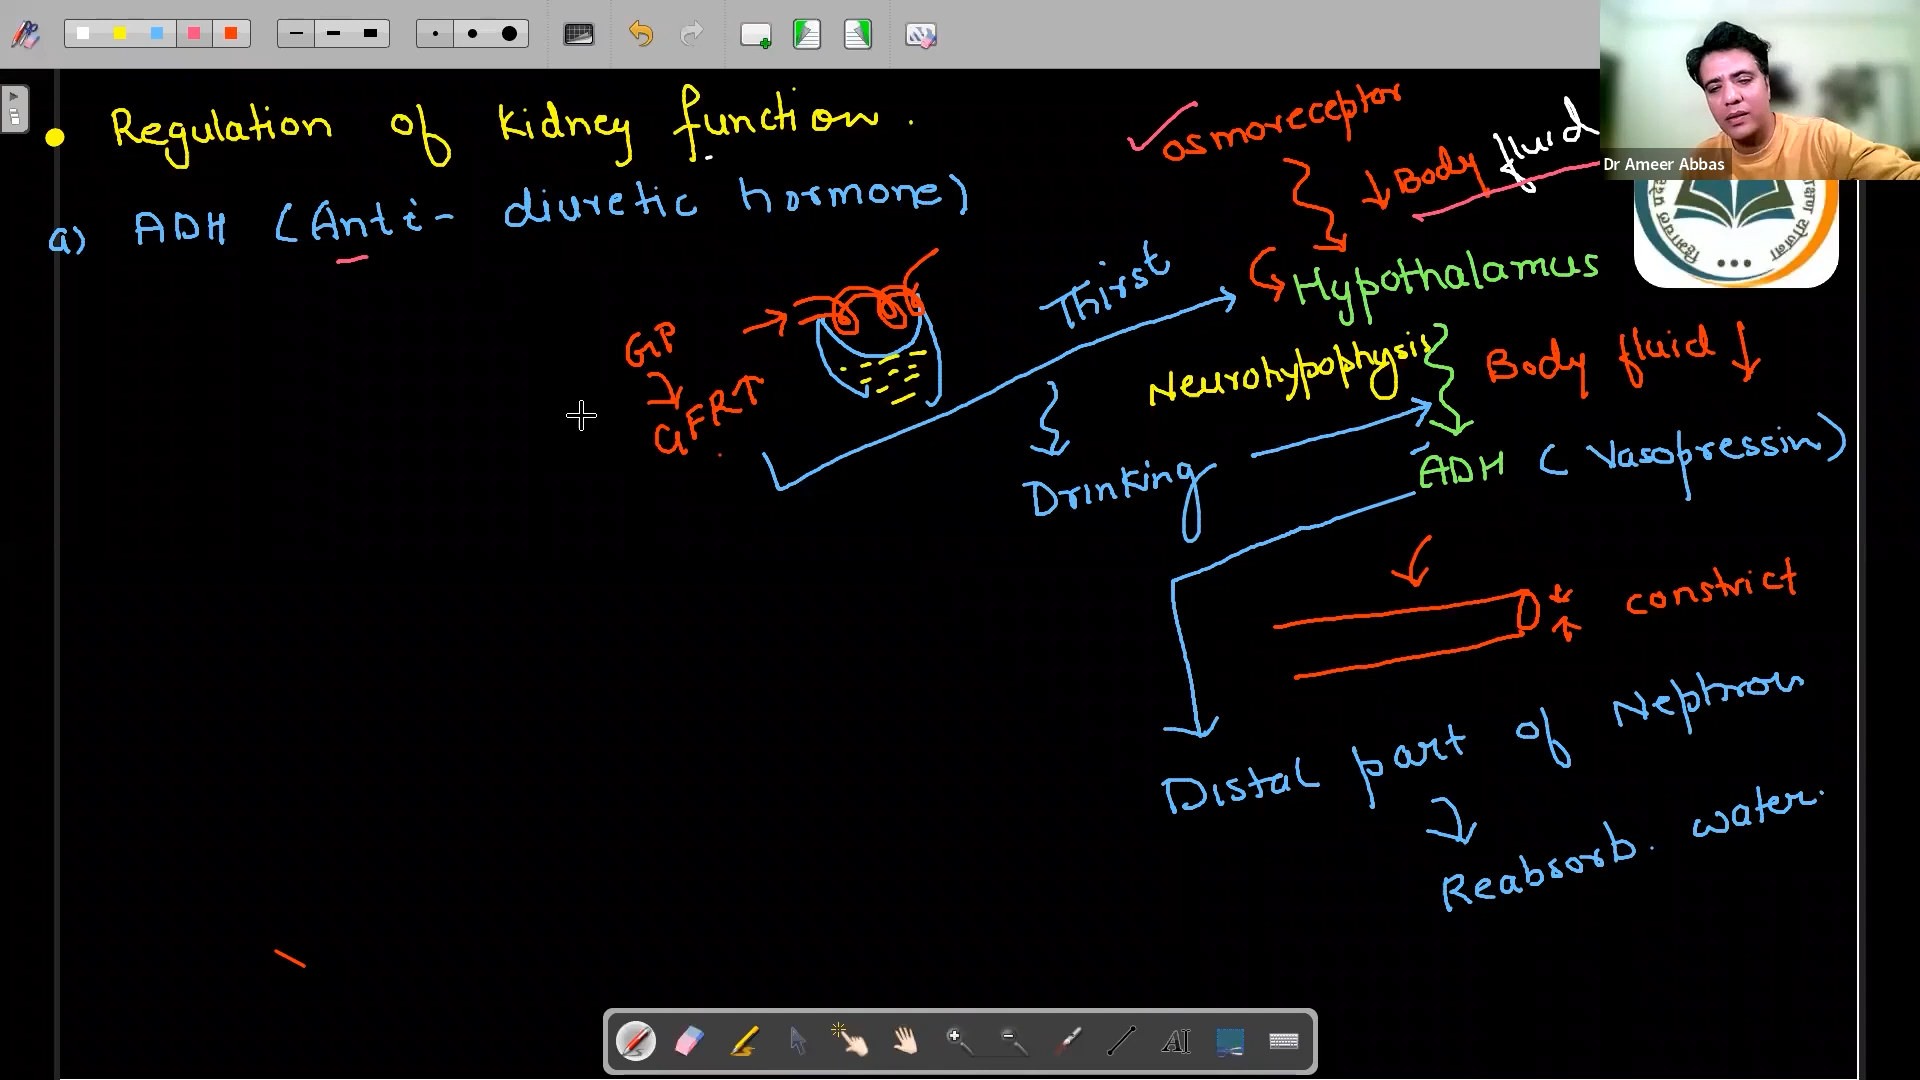 • Regulation of kidney function.
a) ADH (Anti-diuretic hormone)
osmoreceptor
↓ Body fluid
Dr Ameer Abbas
Hypothalamus
Thirst
GP
GFR↑
Neurohypophysis
Body fluid ↓
Drinking
ADH (Vasopressin)
constrict
Distal part of Nephron
Reabsorb. water.
AI